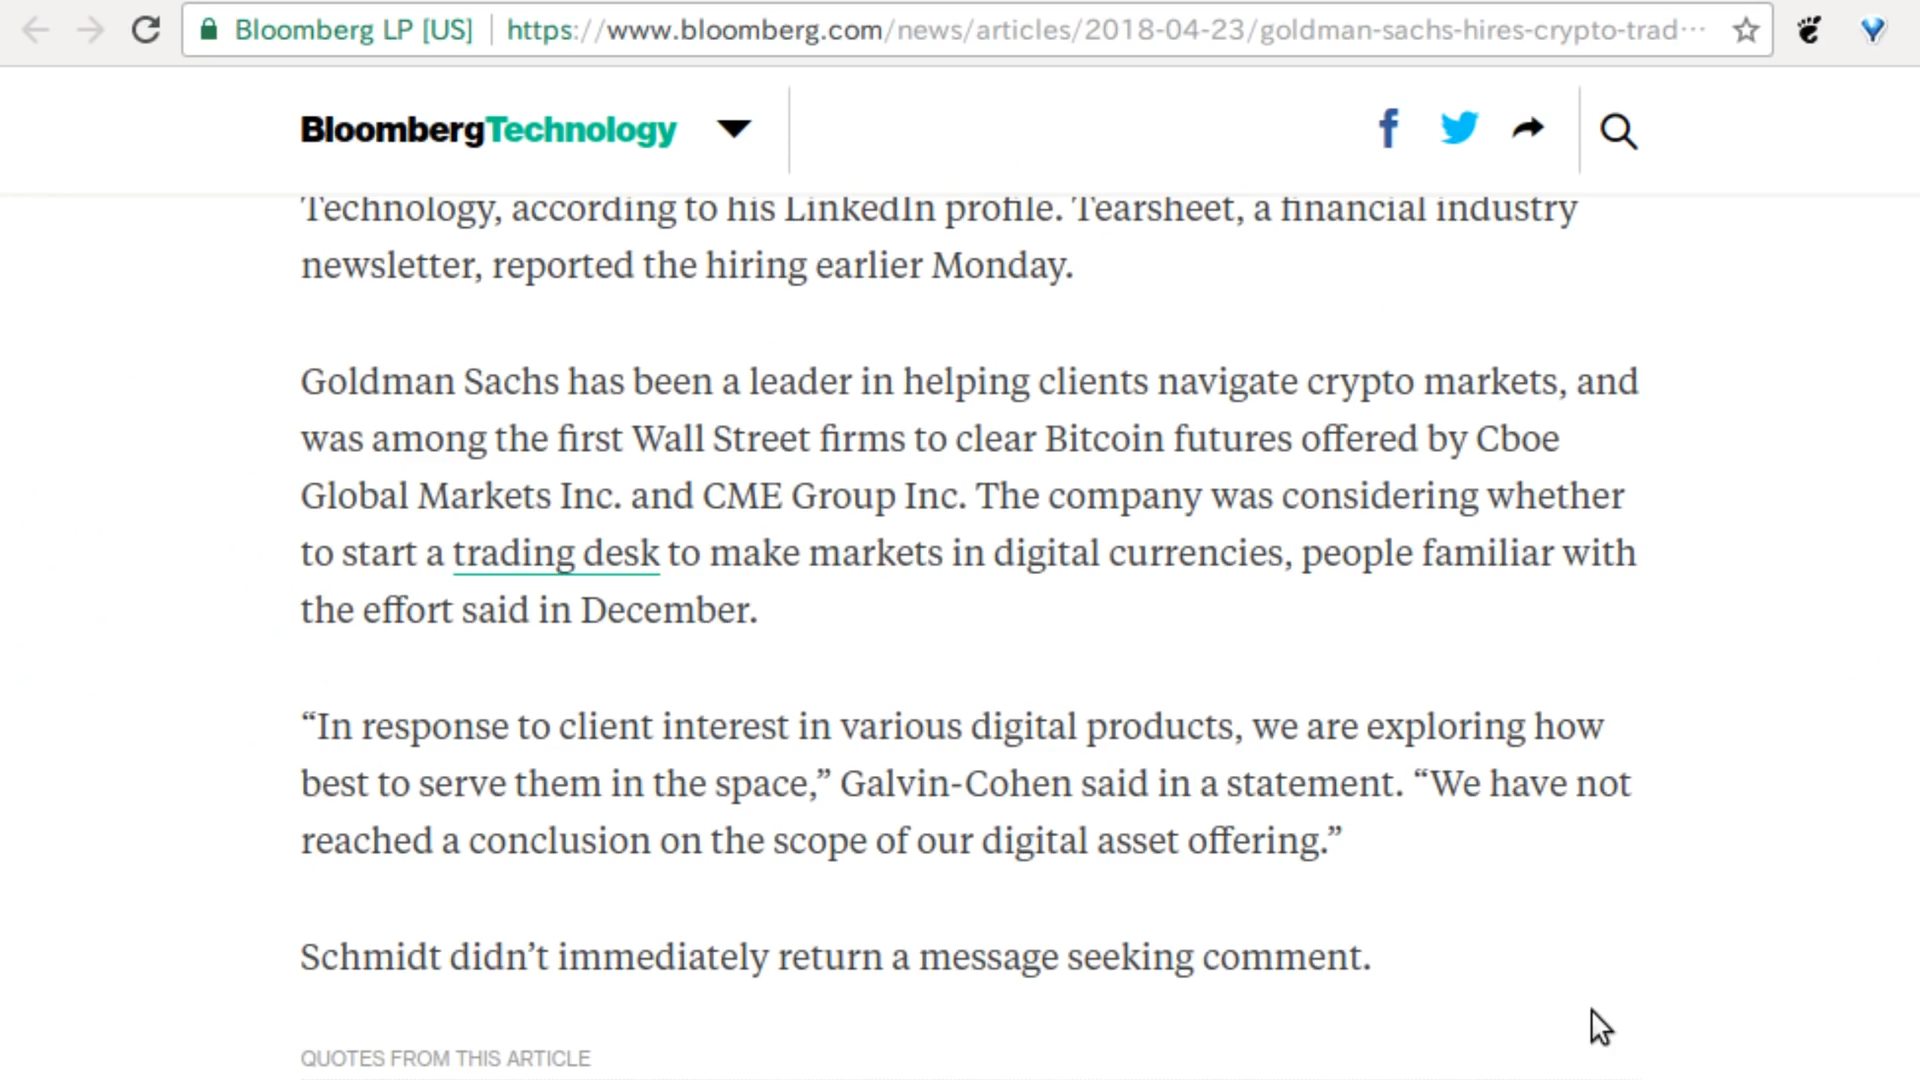 Bloomberg LP [US] https://www.bloomberg.com/news/articles/2018-04-23/goldman-sachs-hires-crypto-trad···
BloombergTechnology
Technology, according to his LinkedIn profile. Tearsheet, a financial industry
newsletter, reported the hiring earlier Monday.
Goldman Sachs has been a leader in helping clients navigate crypto markets, and
was among the first Wall Street firms to clear Bitcoin futures offered by Cboe
Global Markets Inc. and CME Group Inc. The company was considering whether
to start a trading desk to make markets in digital currencies, people familiar with
the effort said in December.
“In response to client interest in various digital products, we are exploring how
best to serve them in the space,” Galvin-Cohen said in a statement. “We have not
reached a conclusion on the scope of our digital asset offering.”
Schmidt didn’t immediately return a message seeking comment.
QUOTES FROM THIS ARTICLE